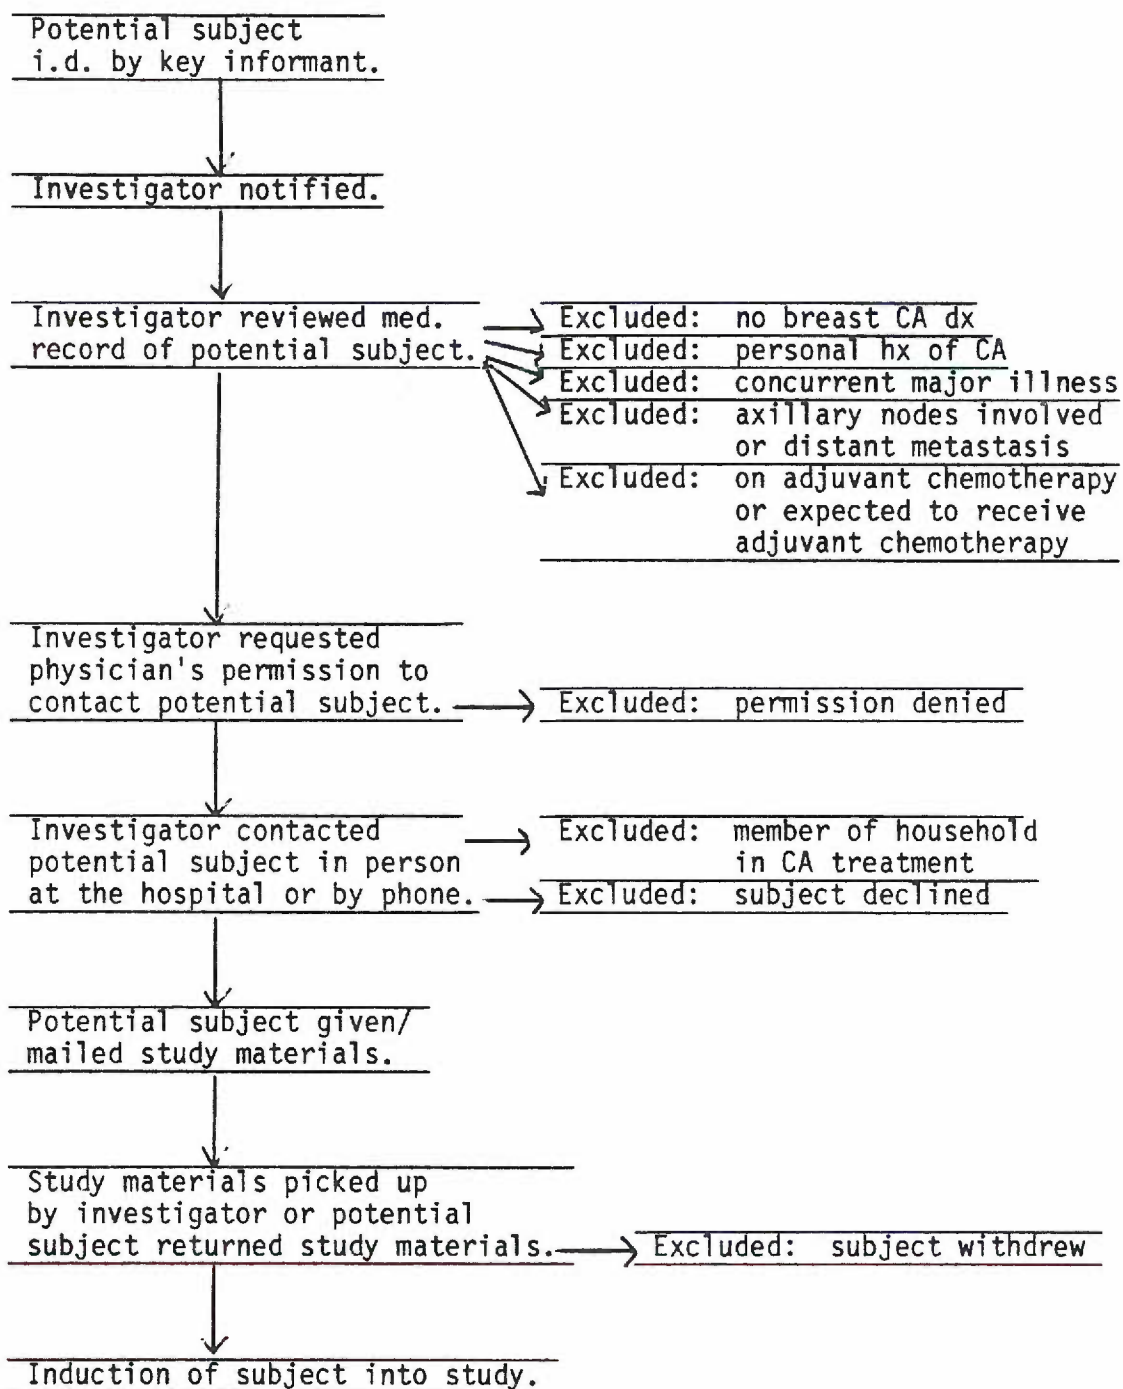 Potential subject
i.d. by key informant.
Investigator notified.
Investigator reviewed med.
record of potential subject.
Excluded: no breast CA dx
Excluded: personal hx of CA
Excluded: concurrent major illness
Excluded: axillary nodes involved
or distant metastasis
Excluded: on adjuvant chemotherapy
or expected to receive
adjuvant chemotherapy
Investigator requested
physician's permission to
contact potential subject.
Excluded: permission denied
Investigator contacted
potential subject in person
at the hospital or by phone.
Excluded: member of household
in CA treatment
Excluded: subject declined
Potential subject given/
mailed study materials.
Study materials picked up
by investigator or potential
subject returned study materials.
Excluded: subject withdrew
Induction of subject into study.